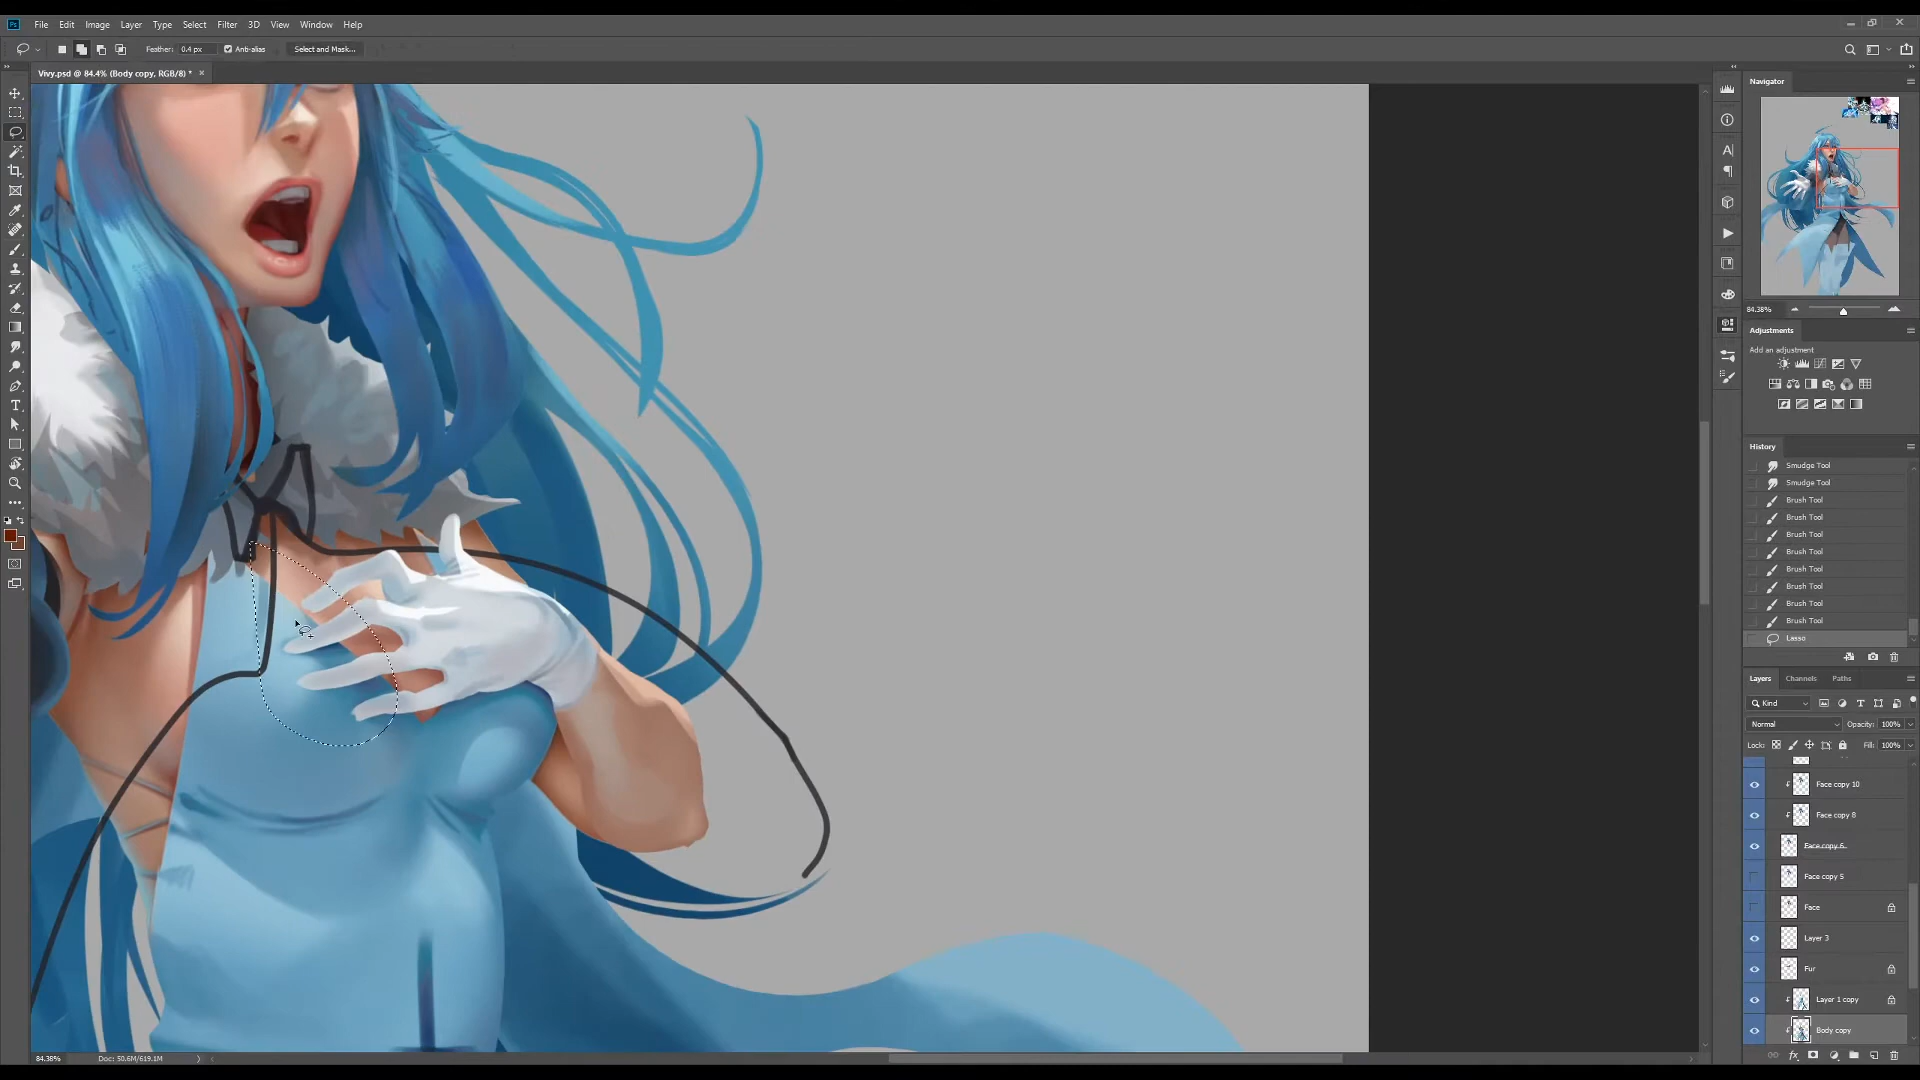 Ps File Edit Image Layer Type Select Filter 3D View Window Help
Feather: 0.4 px Anti-alias Select and Mask...
Vivy.psd @ 84.4% (Body copy, RGB/8) * ×
Navigator
84.38%
Adjustments
Add an adjustment
History
Smudge Tool
Smudge Tool
Brush Tool
Brush Tool
Brush Tool
Brush Tool
Brush Tool
Brush Tool
Brush Tool
Brush Tool
Lasso
Layers Channels Paths
Kind
Normal Opacity: 100%
Lock: Fill: 100%
Face copy 10
Face copy 8
Face copy 6
Face copy 5
Face
Layer 3
Fur
Layer 1 copy
Body copy
84.38% Doc: 50.6M/619.1M